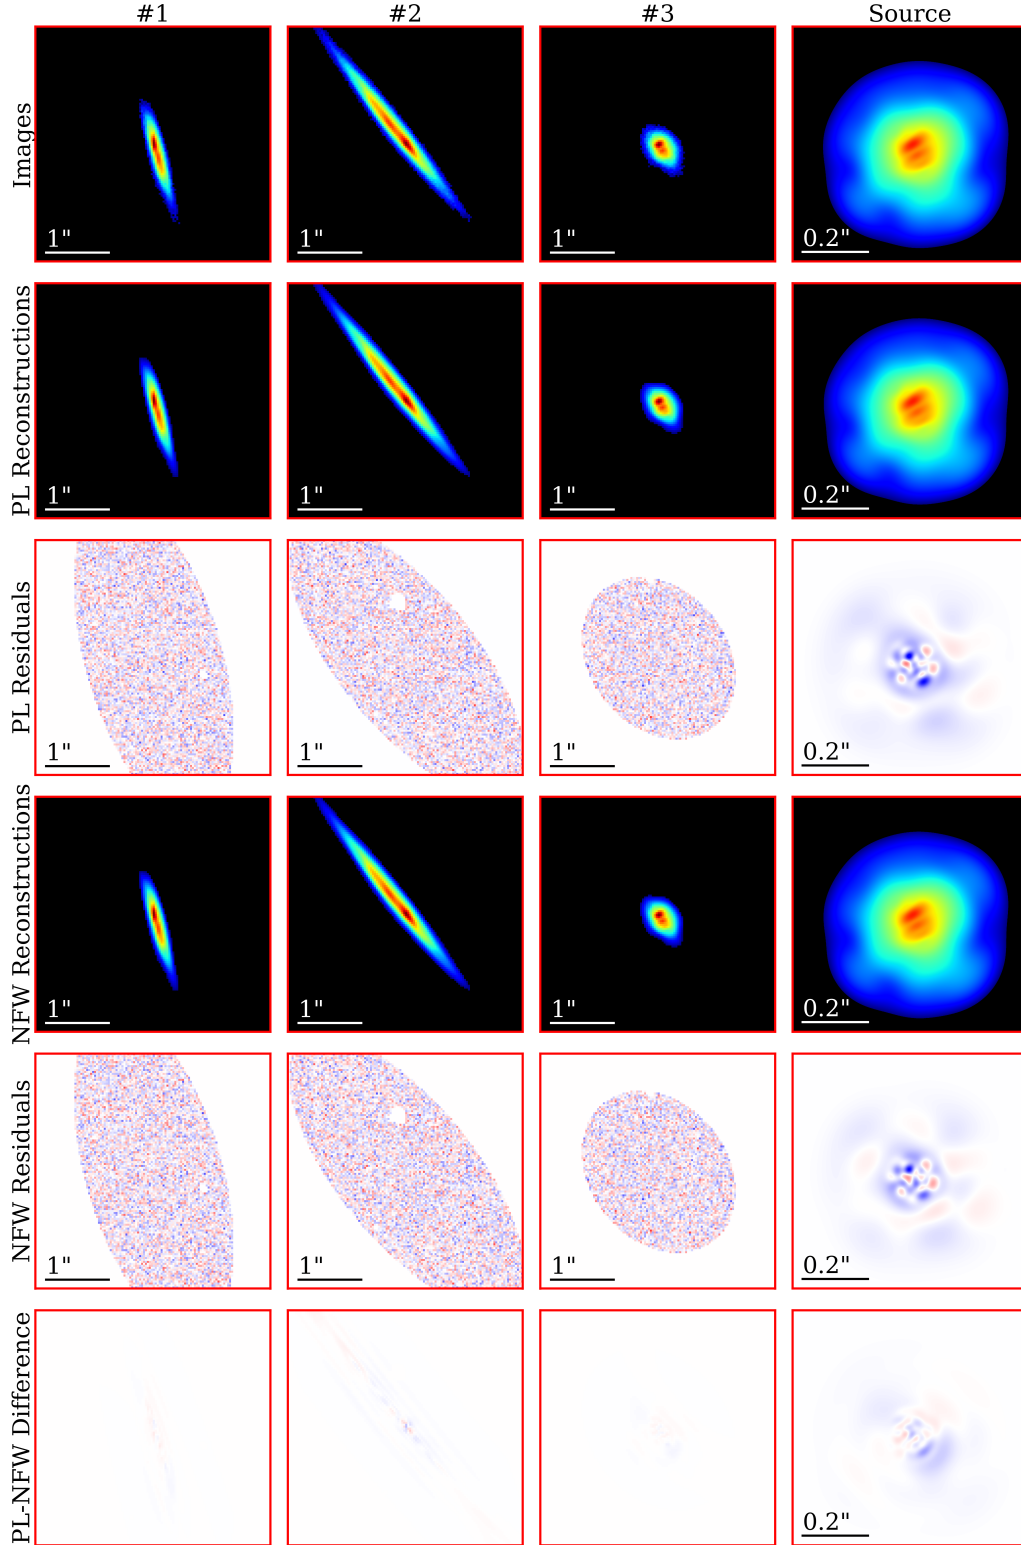 #1 #2 #3 Source
Images
1" 1" 1" 0.2"
PL Reconstructions
1" 1" 1" 0.2"
PL Residuals
1" 1" 1" 0.2"
NFW Reconstructions
1" 1" 1" 0.2"
NFW Residuals
1" 1" 1" 0.2"
PL-NFW Difference
0.2"